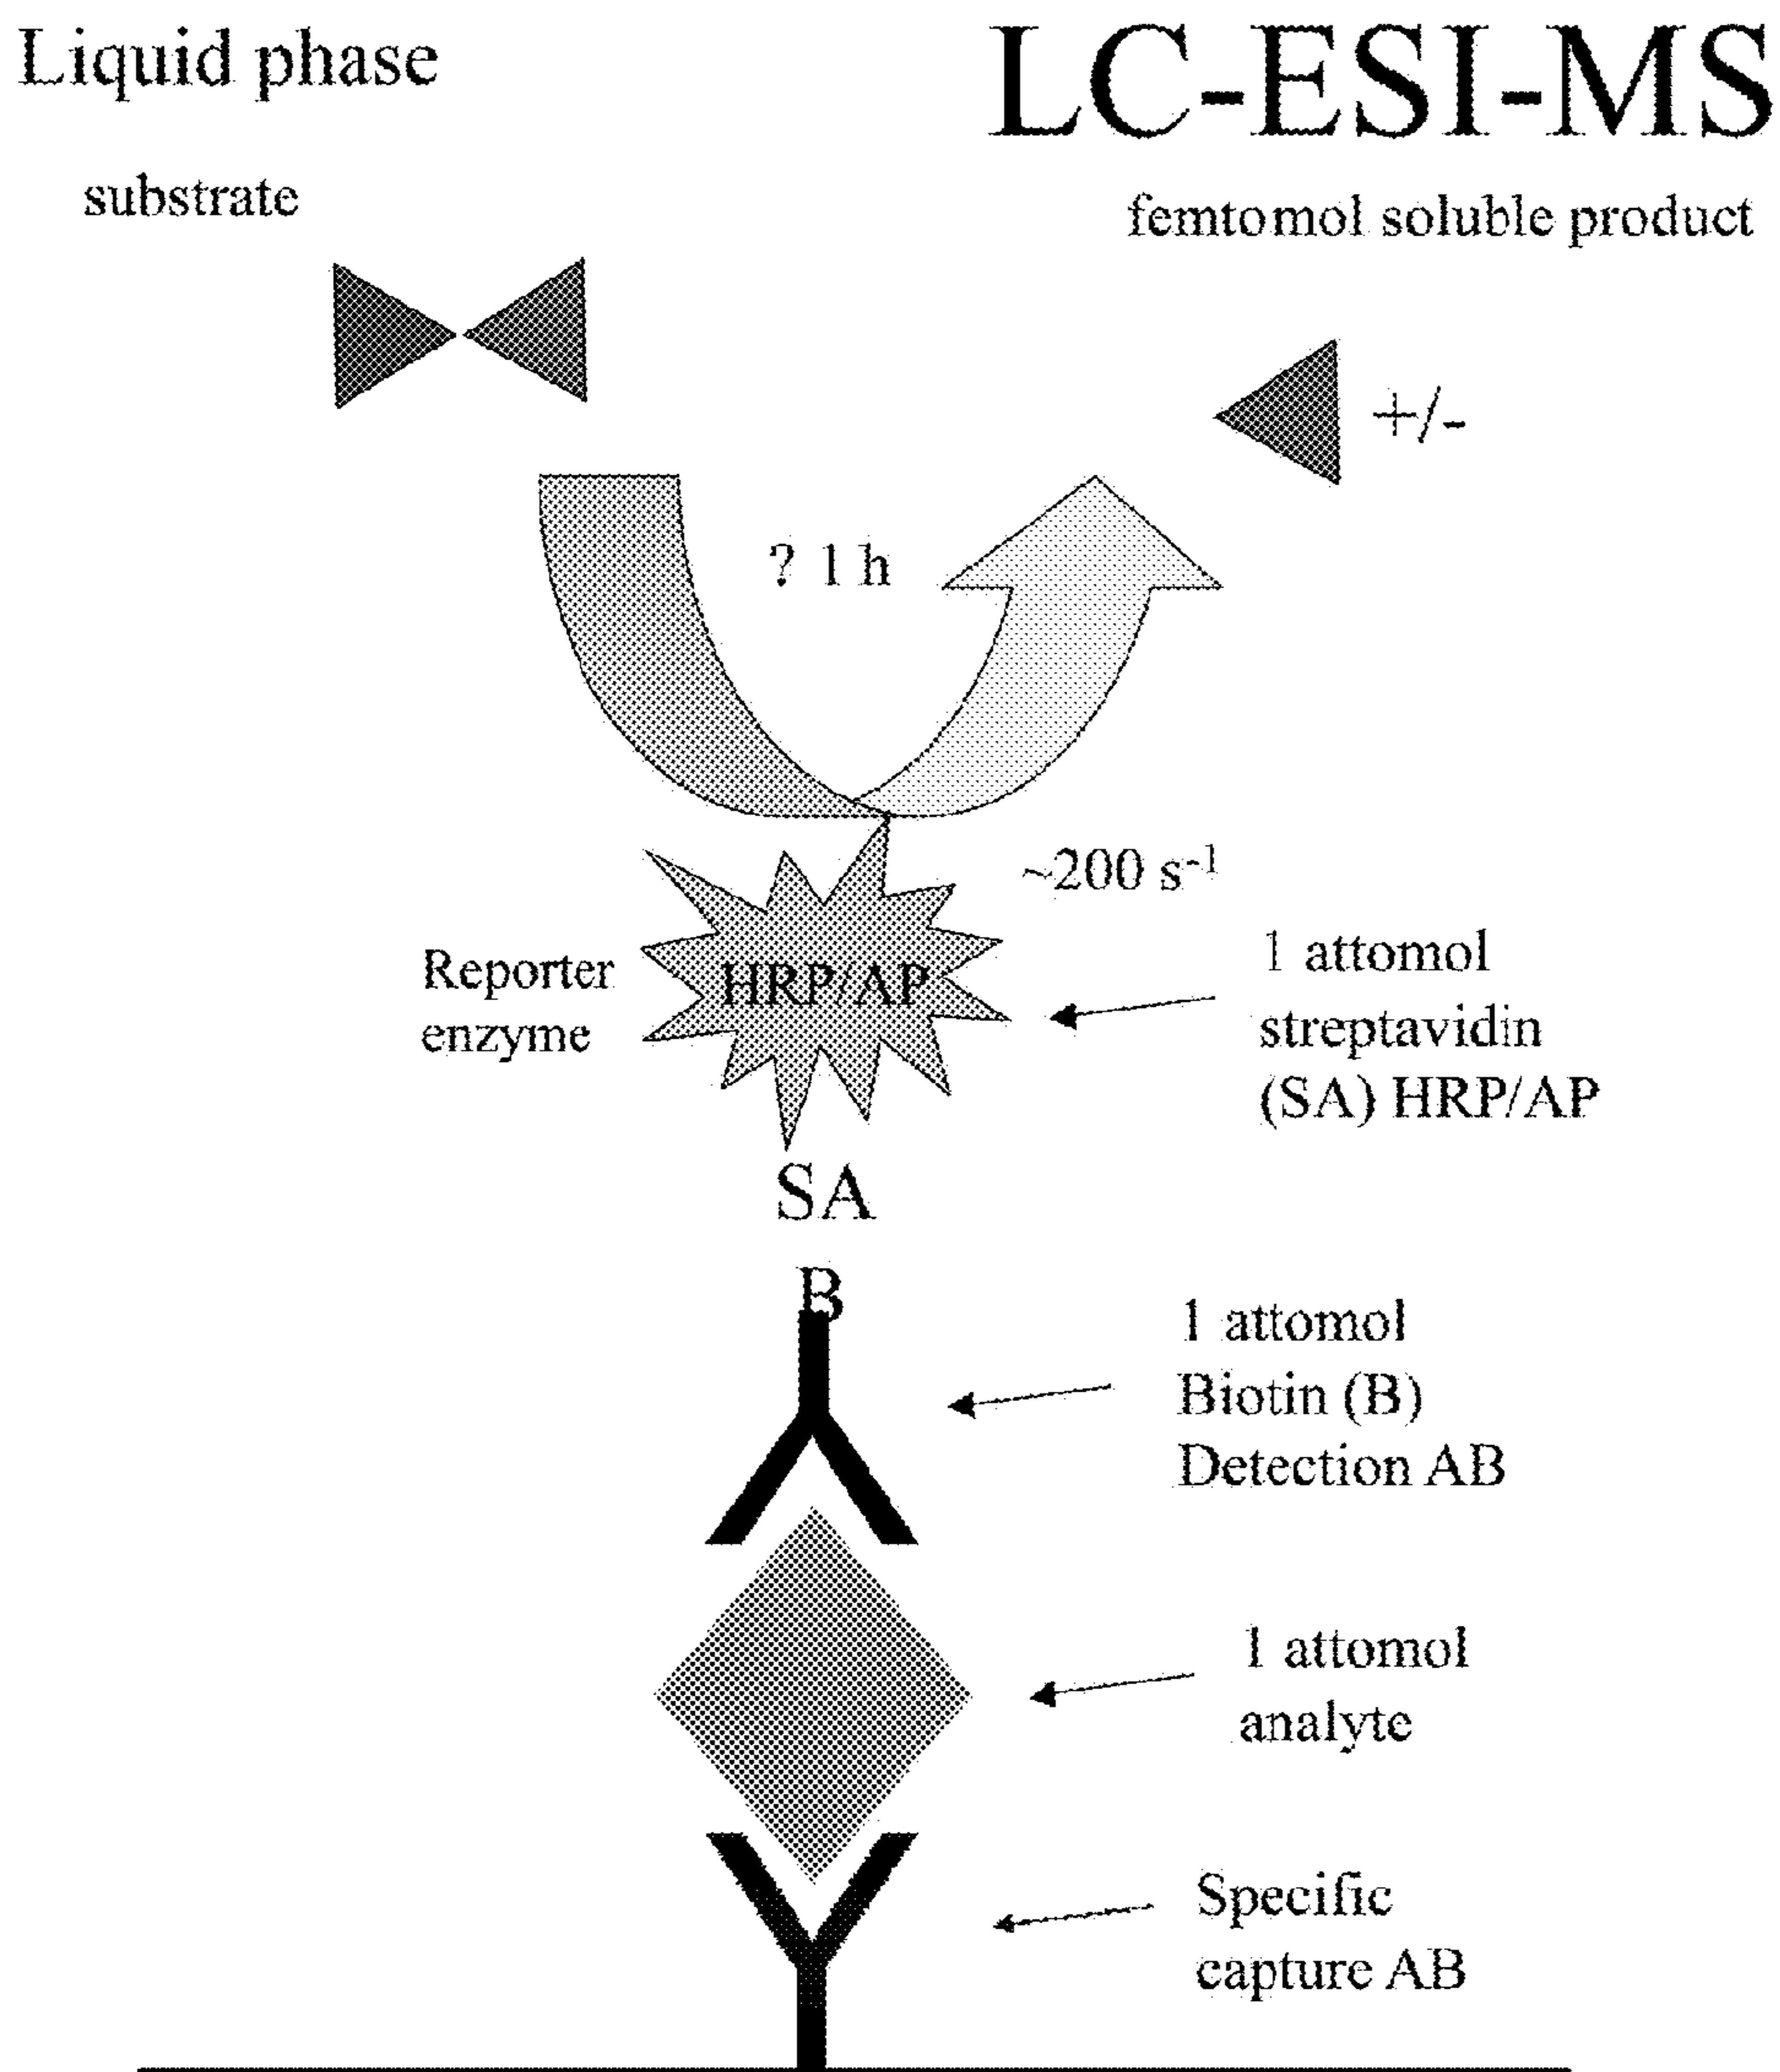 Liquid phase
LC-ESI-MS
substrate
femtomol soluble product
+/-
? 1 h
~200 s⁻¹
Reporter
enzyme
HRP/AP
1 attomol
streptavidin
(SA) HRP/AP
SA
B
1 attomol
Biotin (B)
Detection AB
1 attomol
analyte
Specific
capture AB